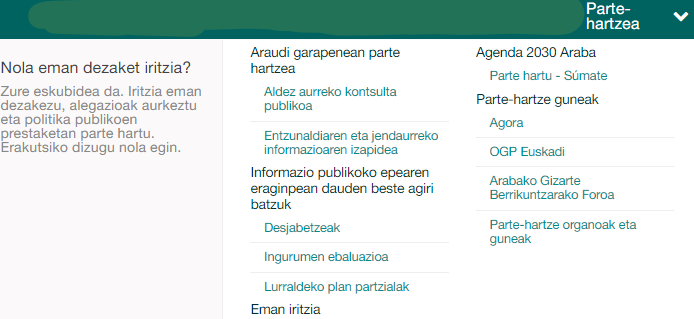 Parte-
hartzea
Nola eman dezaket iritzia?
Zure eskubidea da. Iritzia eman
dezakezu, alegazioak aurkeztu
eta politika publikoen
prestaketan parte hartu.
Erakutsiko dizugu nola egin.
Araudi garapenean parte
hartzea
Aldez aurreko kontsulta
publikoa
Entzunaldiaren eta jendaurreko
informazioaren izapidea
Informazio publikoko epearen
eraginpean dauden beste agiri
batzuk
Desjabetzeak
Ingurumen ebaluazioa
Lurraldeko plan partzialak
Eman iritzia
Agenda 2030 Araba
Parte hartu - Súmate
Parte-hartze guneak
Agora
OGP Euskadi
Arabako Gizarte
Berrikuntzarako Foroa
Parte-hartze organoak eta
guneak